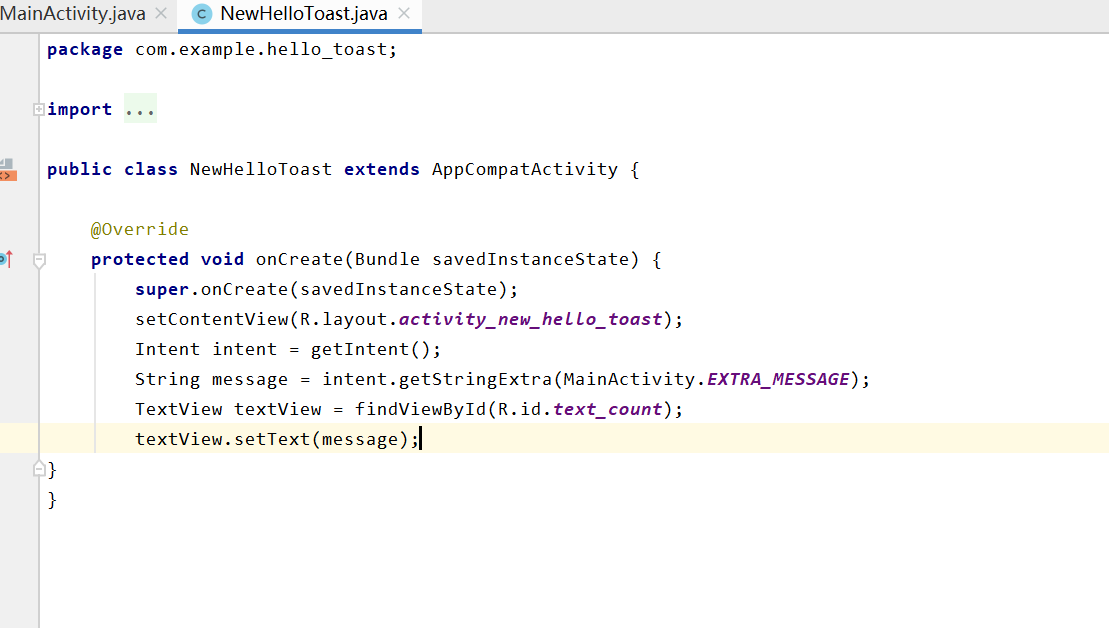 MainActivity.java × C NewHelloToast.java ×
package com.example.hello_toast;
import ...
public class NewHelloToast extends AppCompatActivity {
@Override
protected void onCreate(Bundle savedInstanceState) {
super.onCreate(savedInstanceState);
setContentView(R.layout.activity_new_hello_toast);
Intent intent = getIntent();
String message = intent.getStringExtra(MainActivity.EXTRA_MESSAGE);
TextView textView = findViewById(R.id.text_count);
textView.setText(message);
}
}